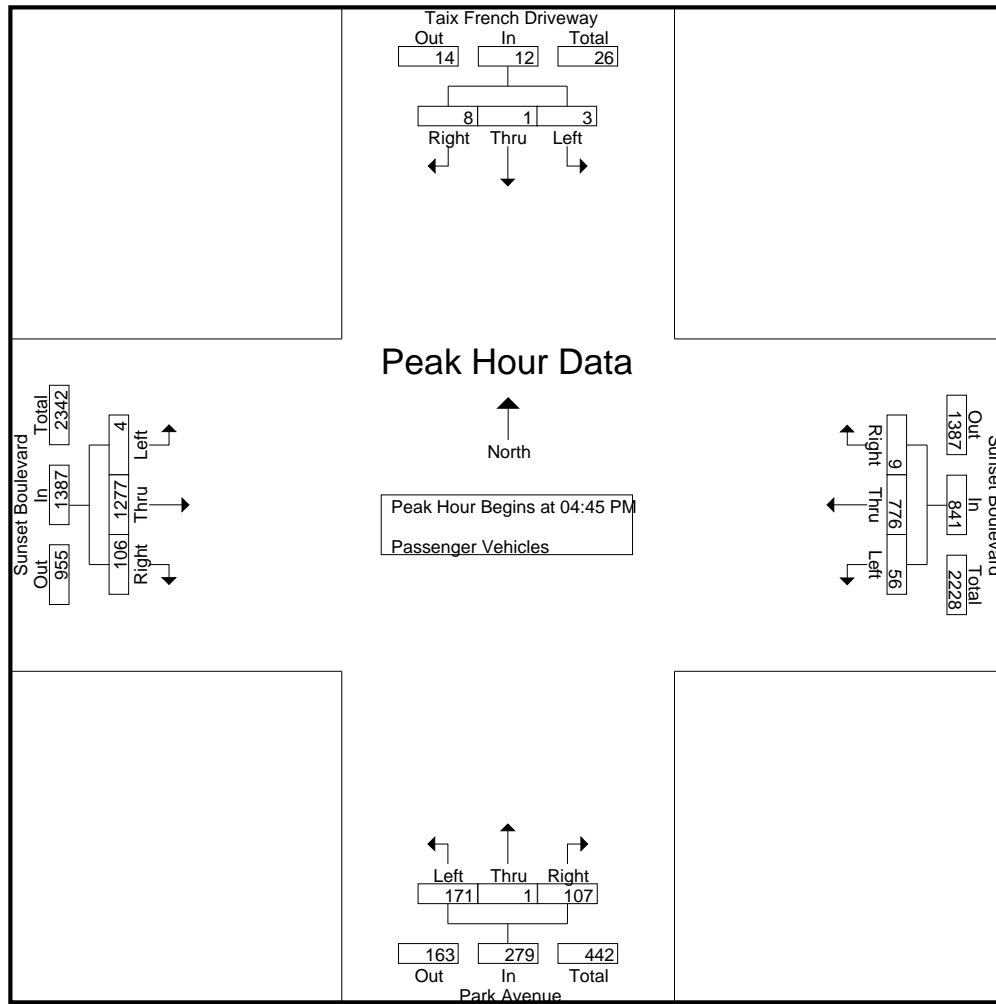 Taix French Driveway
Out In Total
14 12 26
8 1 3
Right Thru Left
Peak Hour Data
North
Peak Hour Begins at 04:45 PM
Passenger Vehicles
Sunset Boulevard
Total In Out
2342 1387 955
4 1277 106
Left Thru Right
Sunset Boulevard
Out In Total
1387 841 2228
9 776 56
Right Thru Left
Left Thru Right
171 1 107
163 279 442
Out In Total
Park Avenue